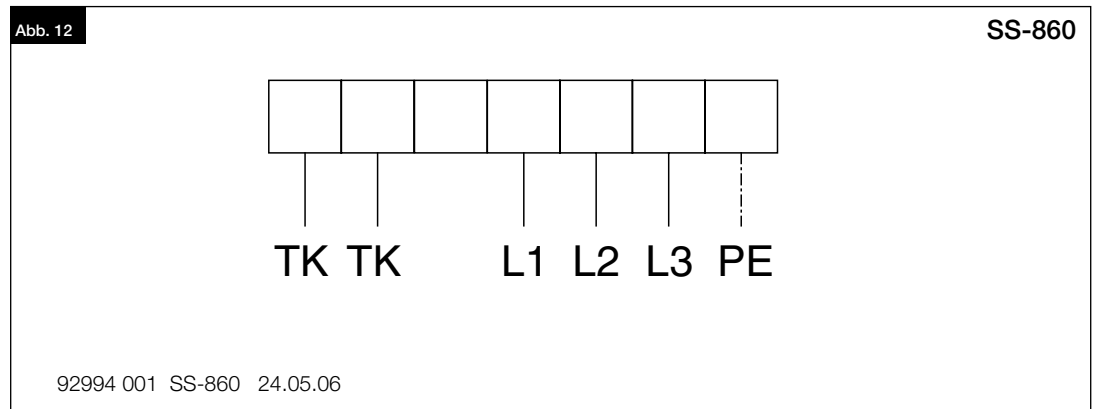 Abb. 12
SS-860
TK TK L1 L2 L3 PE
92994 001 SS-860 24.05.06